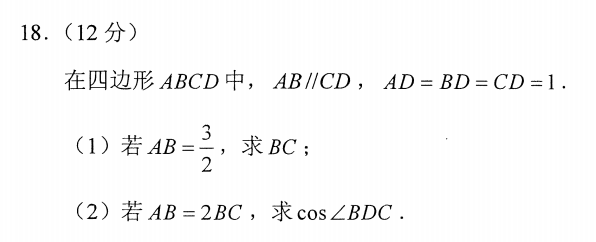 18.（12 分）
在四边形 ABCD 中， AB//CD ， AD = BD = CD = 1 .
（1）若 AB = 3/2 ，求 BC ；
（2）若 AB = 2BC ，求 cos∠BDC .